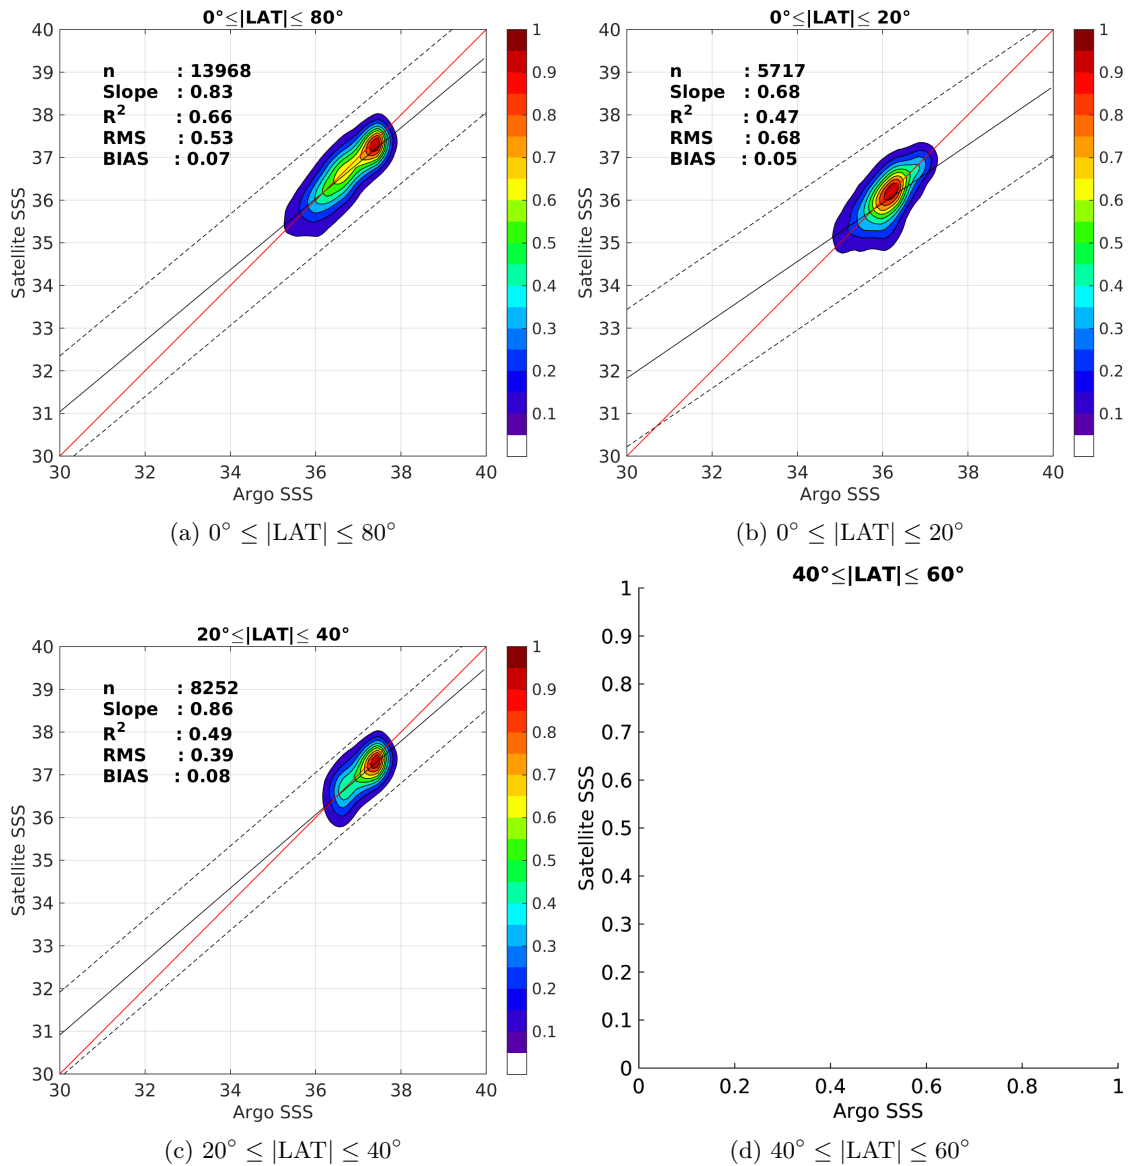 0°≤|LAT|≤ 80°
40
39
38
37
36
35
34
33
32
31
30
30 32 34 36 38 40
Satellite SSS
Argo SSS
n : 13968
Slope : 0.83
R² : 0.66
RMS : 0.53
BIAS : 0.07
1
0.9
0.8
0.7
0.6
0.5
0.4
0.3
0.2
0.1
(a) 0° ≤ |LAT| ≤ 80°
0°≤|LAT|≤ 20°
40
39
38
37
36
35
34
33
32
31
30
30 32 34 36 38 40
Satellite SSS
Argo SSS
n : 5717
Slope : 0.68
R² : 0.47
RMS : 0.68
BIAS : 0.05
1
0.9
0.8
0.7
0.6
0.5
0.4
0.3
0.2
0.1
(b) 0° ≤ |LAT| ≤ 20°
20°≤|LAT|≤ 40°
40
39
38
37
36
35
34
33
32
31
30
30 32 34 36 38 40
Satellite SSS
Argo SSS
n : 8252
Slope : 0.86
R² : 0.49
RMS : 0.39
BIAS : 0.08
1
0.9
0.8
0.7
0.6
0.5
0.4
0.3
0.2
0.1
(c) 20° ≤ |LAT| ≤ 40°
40°≤|LAT|≤ 60°
1
0.9
0.8
0.7
0.6
0.5
0.4
0.3
0.2
0.1
0
0 0.2 0.4 0.6 0.8 1
Satellite SSS
Argo SSS
(d) 40° ≤ |LAT| ≤ 60°